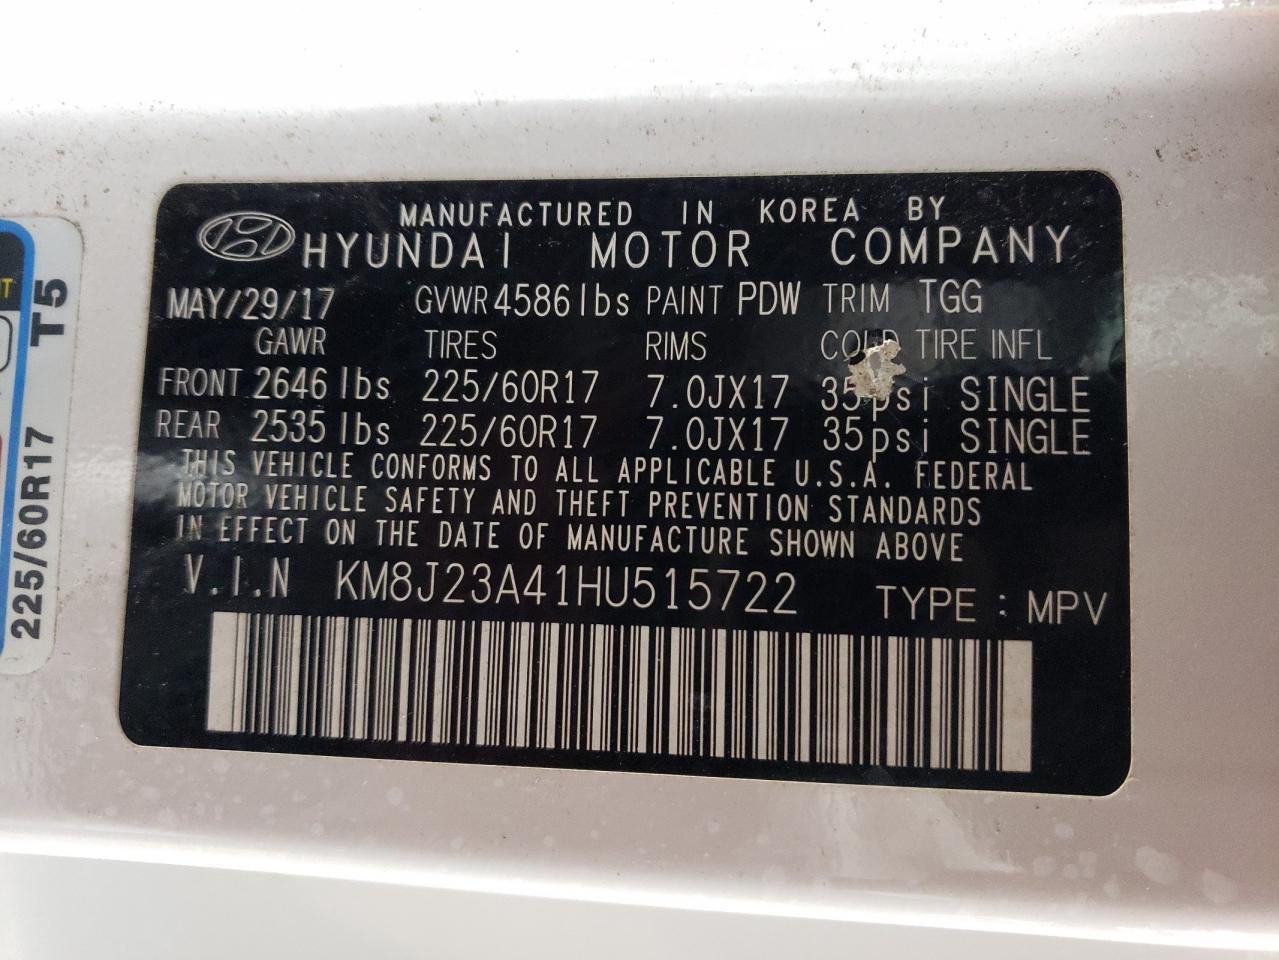 MANUFACTURED IN KOREA BY
HYUNDAI MOTOR COMPANY
MAY/29/17 GVWR 4586 lbs PAINT PDW TRIM TGG
GAWR TIRES RIMS COLD TIRE INFL
FRONT 2646 lbs 225/60R17 7.0JX17 35psi SINGLE
REAR 2535 lbs 225/60R17 7.0JX17 35psi SINGLE
THIS VEHICLE CONFORMS TO ALL APPLICABLE U.S.A. FEDERAL
MOTOR VEHICLE SAFETY AND THEFT PREVENTION STANDARDS
IN EFFECT ON THE DATE OF MANUFACTURE SHOWN ABOVE
V.I.N KM8J23A41HU515722 TYPE : MPV
225/60R17 T5